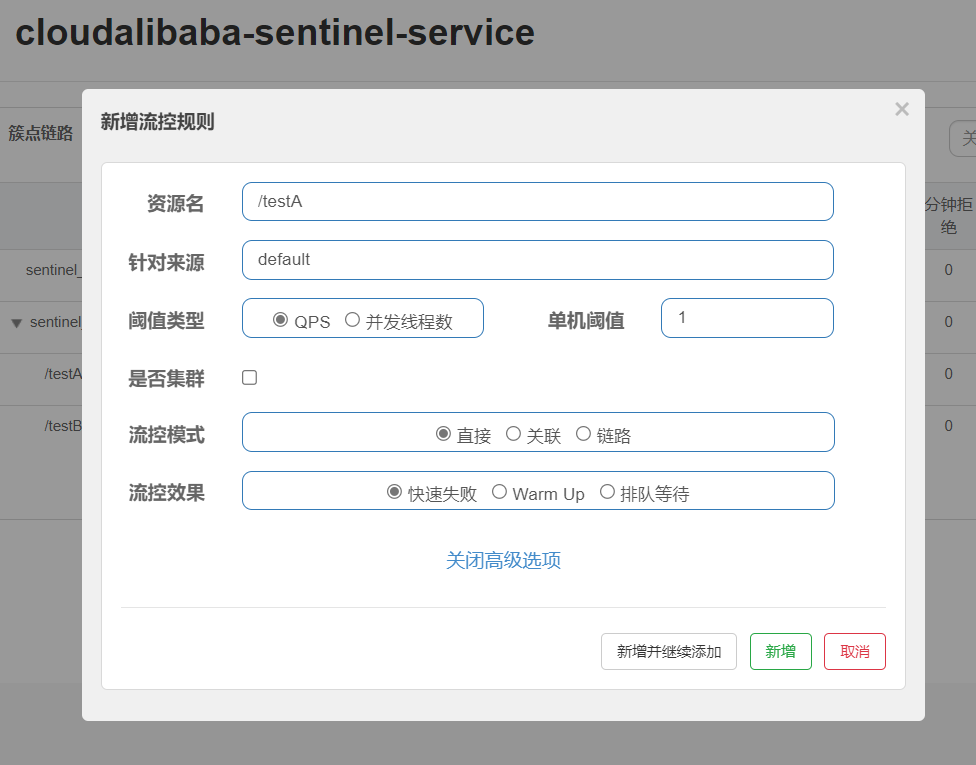 cloudalibaba-sentinel-service
簇点链路
关
新增流控规则
×
资源名 /testA
针对来源 default
阈值类型 QPS 并发线程数 单机阈值 1
是否集群
流控模式 直接 关联 链路
流控效果 快速失败 Warm Up 排队等待
关闭高级选项
新增并继续添加 新增 取消
分钟拒
绝
sentinel_ 0
sentinel_ 0
/testA 0
/testB 0